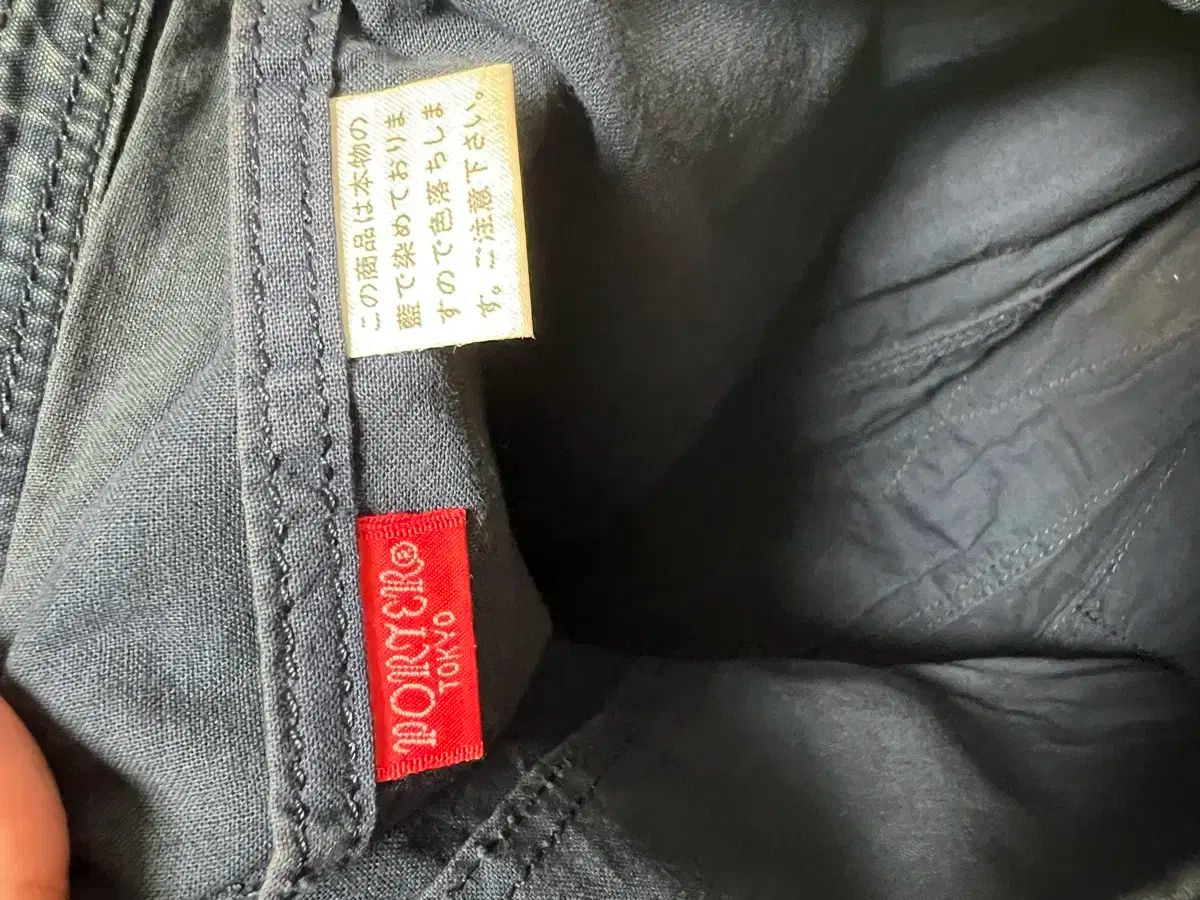 この商品は本物の
藍で染めておりま
すので色落ちしま
す。ご注意下さい。
PORTER®
TOKYO